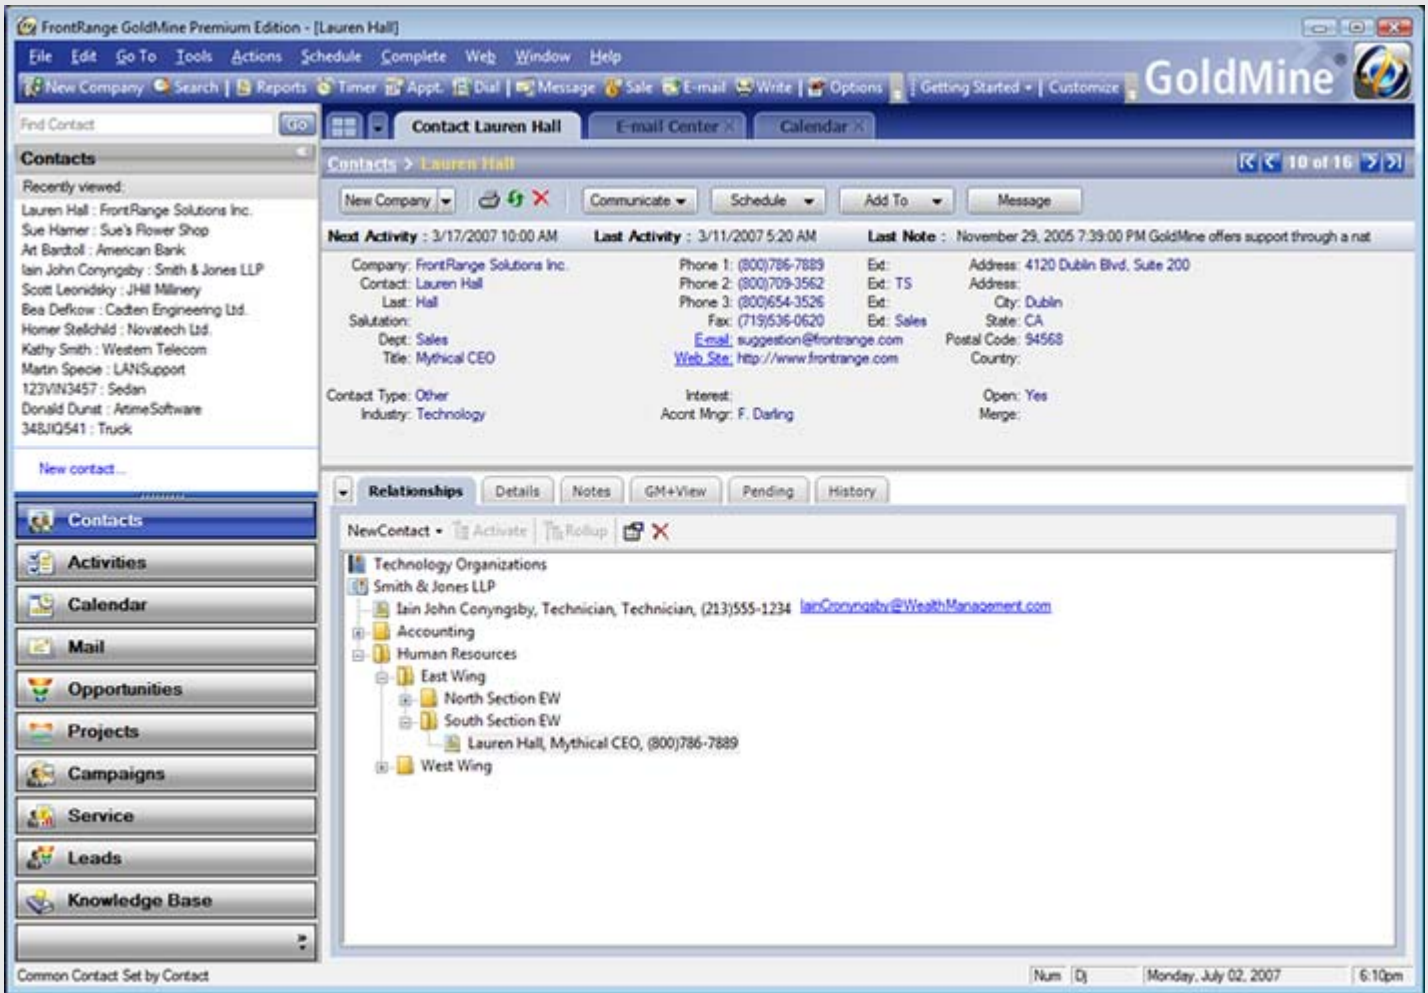 FrontRange GoldMine Premium Edition - [Lauren Hall]
File Edit Go To Tools Actions Schedule Complete Web Window Help
New Company Search | Reports Timer Appt. Dial | Message Sale E-mail Write | Options Getting Started | Customize
GoldMine
Find Contact GO
Contact Lauren Hall E-mail Center X Calendar X
Contacts
Contacts > Lauren Hall 10 of 16
Recently viewed:
Lauren Hall : FrontRange Solutions Inc.
Sue Hamer : Sue's Flower Shop
Art Bardtoll : American Bank
Iain John Conyngsby : Smith & Jones LLP
Scott Leonidsky : JHill Millinery
Bea Defkow : Cadten Engineering Ltd.
Homer Stellchild : Novatech Ltd.
Kathy Smith : Western Telecom
Martin Specie : LANSupport
123VIN3457 : Sedan
Donald Dunst : ArtimeSoftware
348JIQ541 : Truck
New contact...
New Company Communicate Schedule Add To Message
Next Activity : 3/17/2007 10:00 AM Last Activity : 3/11/2007 5:20 AM Last Note : November 29, 2005 7:39:00 PM GoldMine offers support through a nat
Company: FrontRange Solutions Inc. Phone 1: (800)786-7889 Ext: Address: 4120 Dublin Blvd, Suite 200
Contact: Lauren Hall Phone 2: (800)709-3562 Ext: TS Address:
Last: Hall Phone 3: (800)654-3526 Ext: City: Dublin
Salutation: Fax: (719)536-0620 Ext: Sales State: CA
Dept: Sales E-mail: suggestion@frontrange.com Postal Code: 94568
Title: Mythical CEO Web Site: http://www.frontrange.com Country:
Contact Type: Other Interest: Open: Yes
Industry: Technology Accnt Mngr: F. Darling Merge:
Relationships Details Notes GM+View Pending History
NewContact Activate Rollup
Technology Organizations
Smith & Jones LLP
Iain John Conyngsby, Technician, Technician, (213)555-1234 IainCronyngsby@WealthManagement.com
Accounting
Human Resources
East Wing
North Section EW
South Section EW
Lauren Hall, Mythical CEO, (800)786-7889
West Wing
Contacts
Activities
Calendar
Mail
Opportunities
Projects
Campaigns
Service
Leads
Knowledge Base
Common Contact Set by Contact Num Dj Monday, July 02, 2007 6:10pm